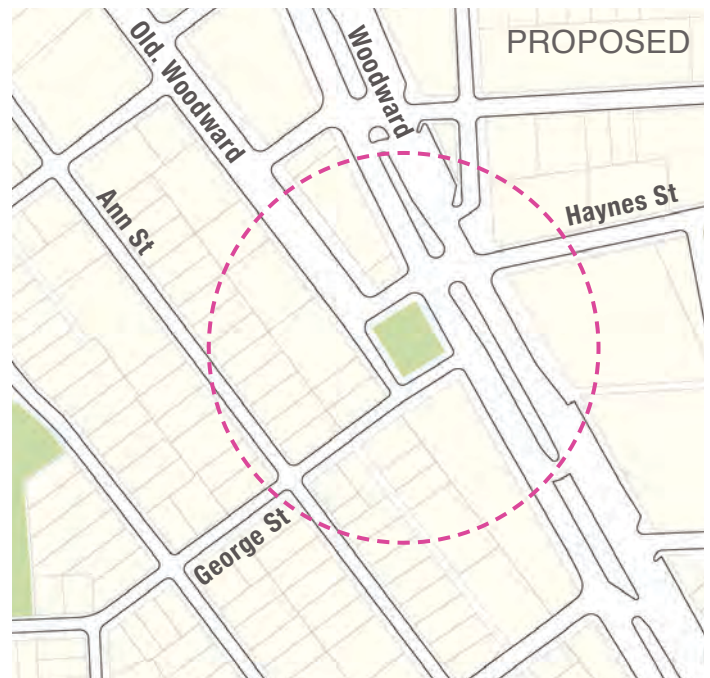 PROPOSED
Old. Woodward
Woodward
Haynes St
Ann St
George St